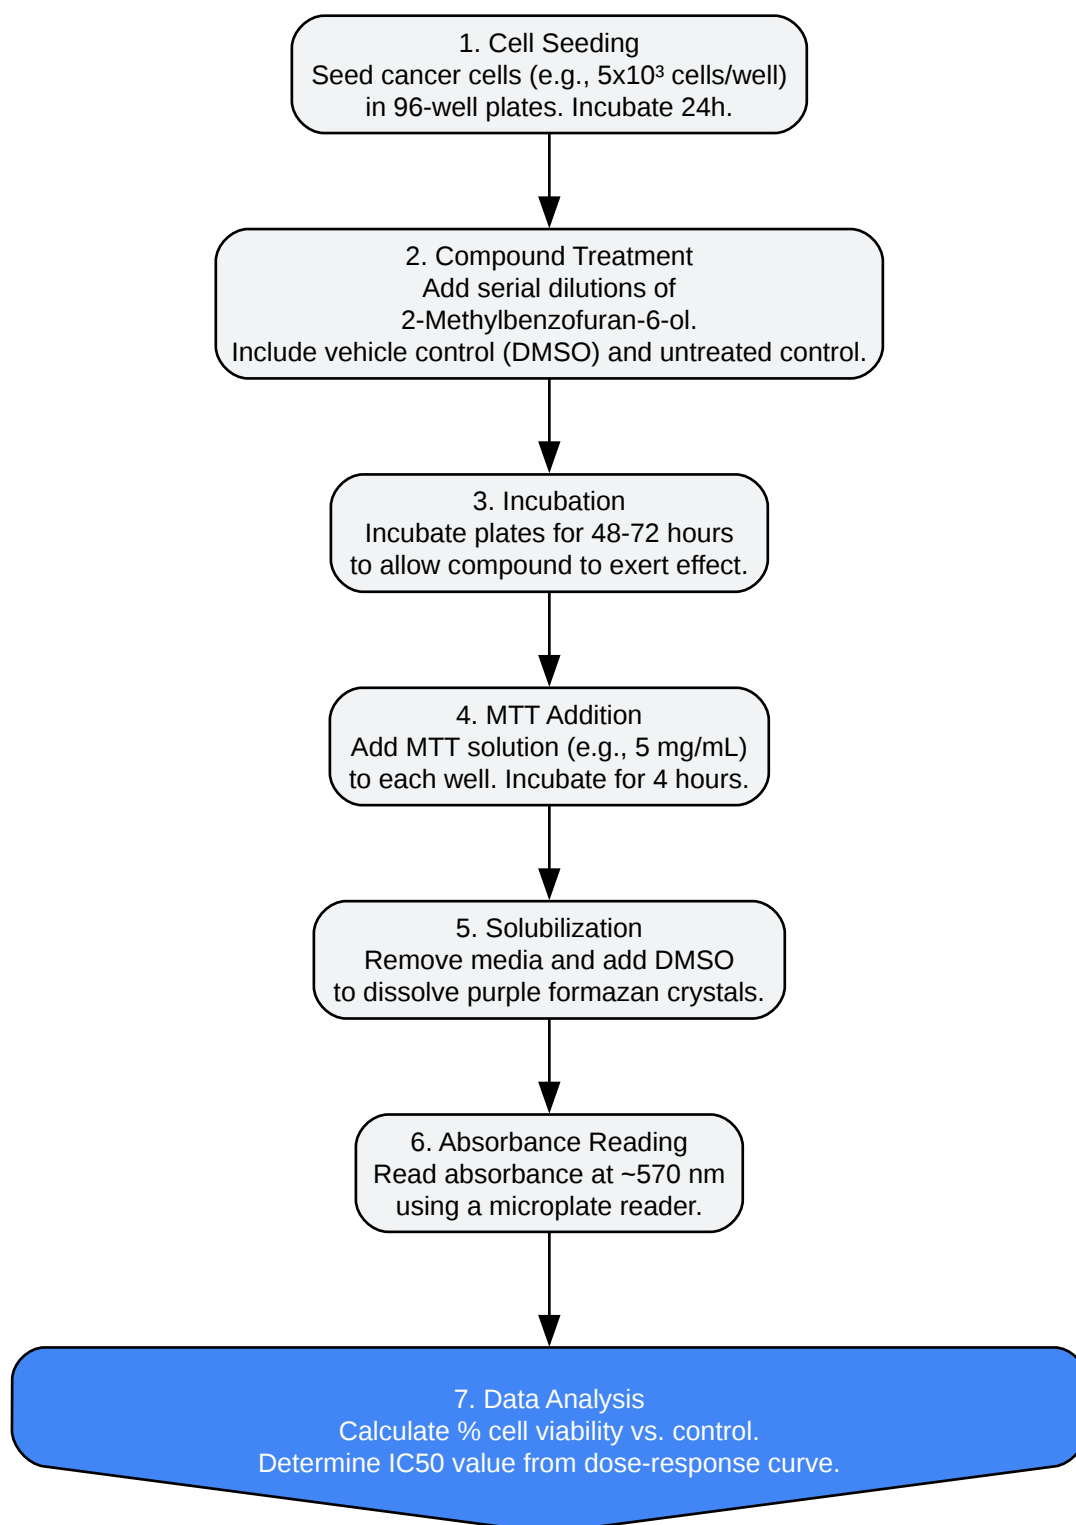 1. Cell Seeding
Seed cancer cells (e.g., 5x10³ cells/well)
in 96-well plates. Incubate 24h.
2. Compound Treatment
Add serial dilutions of
2-Methylbenzofuran-6-ol.
Include vehicle control (DMSO) and untreated control.
3. Incubation
Incubate plates for 48-72 hours
to allow compound to exert effect.
4. MTT Addition
Add MTT solution (e.g., 5 mg/mL)
to each well. Incubate for 4 hours.
5. Solubilization
Remove media and add DMSO
to dissolve purple formazan crystals.
6. Absorbance Reading
Read absorbance at ~570 nm
using a microplate reader.
7. Data Analysis
Calculate % cell viability vs. control.
Determine IC50 value from dose-response curve.